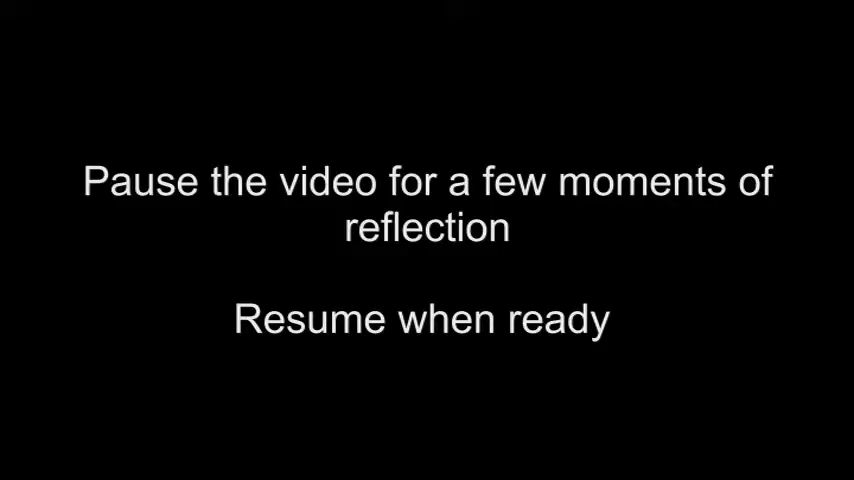 Pause the video for a few moments of
reflection
Resume when ready